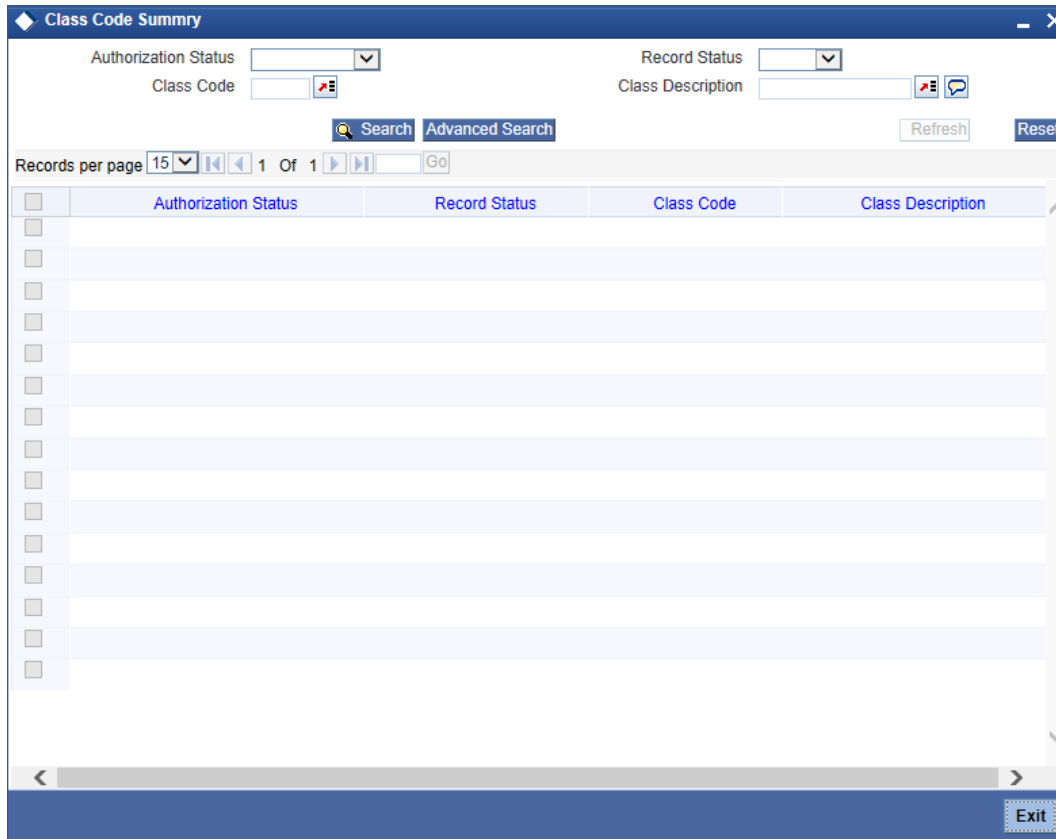 Class Code Summry
Authorization Status Record Status
Class Code Class Description
Search Advanced Search Refresh Rese
Records per page 15 1 Of 1 Go
Authorization Status Record Status Class Code Class Description
Exit